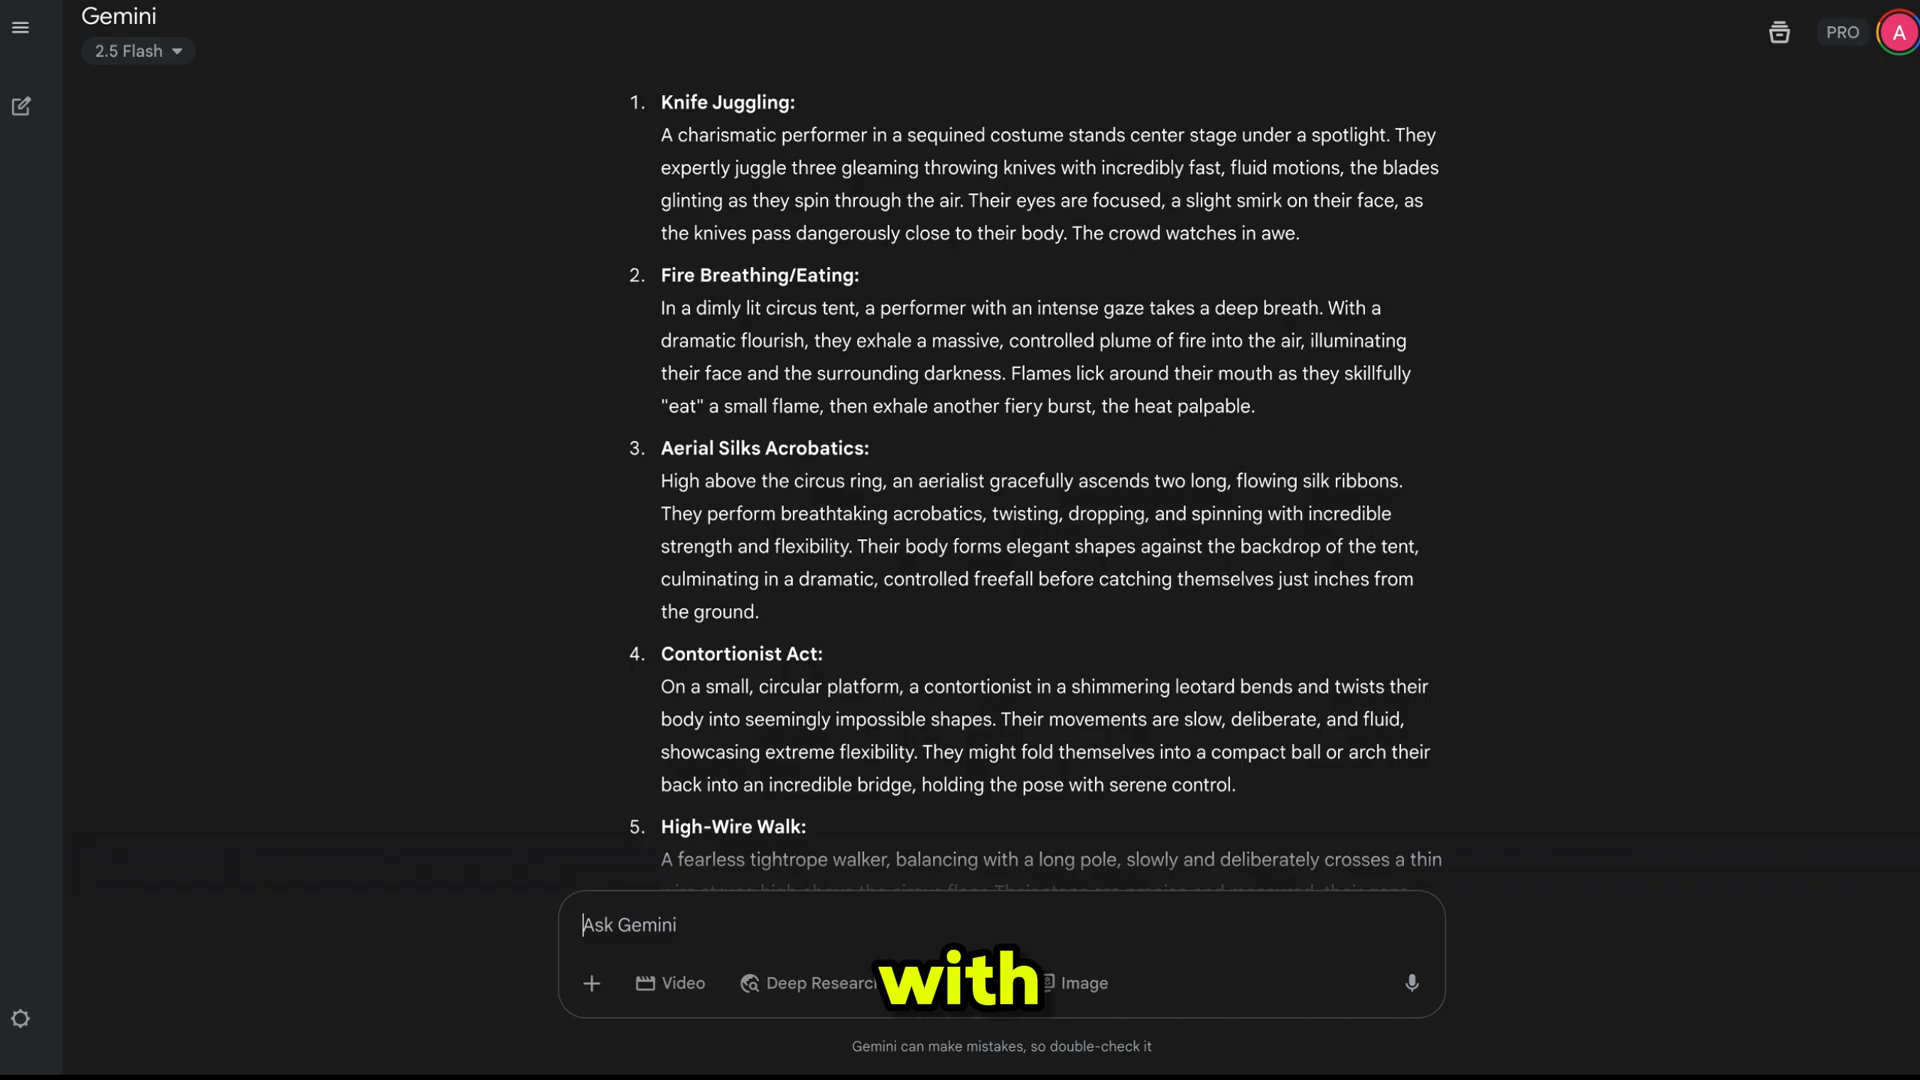 Gemini
2.5 Flash
PRO
A
1. Knife Juggling:
A charismatic performer in a sequined costume stands center stage under a spotlight. They
expertly juggle three gleaming throwing knives with incredibly fast, fluid motions, the blades
glinting as they spin through the air. Their eyes are focused, a slight smirk on their face, as
the knives pass dangerously close to their body. The crowd watches in awe.
2. Fire Breathing/Eating:
In a dimly lit circus tent, a performer with an intense gaze takes a deep breath. With a
dramatic flourish, they exhale a massive, controlled plume of fire into the air, illuminating
their face and the surrounding darkness. Flames lick around their mouth as they skillfully
"eat" a small flame, then exhale another fiery burst, the heat palpable.
3. Aerial Silks Acrobatics:
High above the circus ring, an aerialist gracefully ascends two long, flowing silk ribbons.
They perform breathtaking acrobatics, twisting, dropping, and spinning with incredible
strength and flexibility. Their body forms elegant shapes against the backdrop of the tent,
culminating in a dramatic, controlled freefall before catching themselves just inches from
the ground.
4. Contortionist Act:
On a small, circular platform, a contortionist in a shimmering leotard bends and twists their
body into seemingly impossible shapes. Their movements are slow, deliberate, and fluid,
showcasing extreme flexibility. They might fold themselves into a compact ball or arch their
back into an incredible bridge, holding the pose with serene control.
5. High-Wire Walk:
A fearless tightrope walker, balancing with a long pole, slowly and deliberately crosses a thin
Ask Gemini
Video Deep Research with Image
Gemini can make mistakes, so double-check it